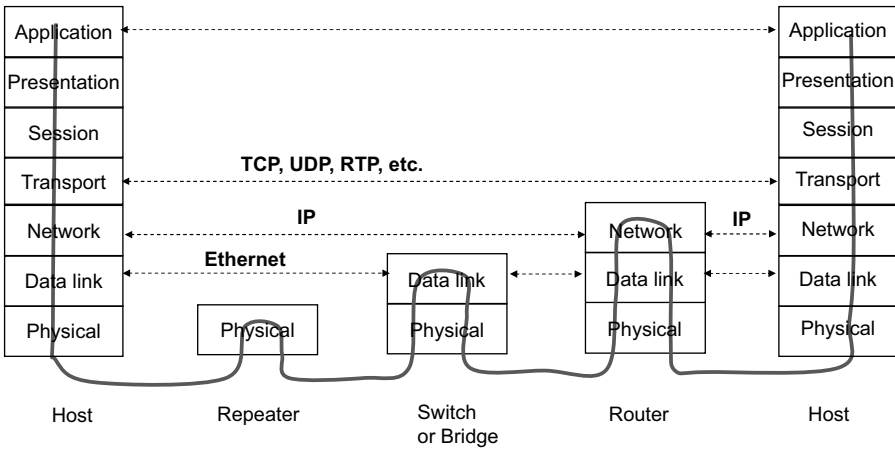 Application
Presentation
Session
Transport
Network
Data link
Physical
TCP, UDP, RTP, etc.
IP
Ethernet
Physical
Data link
Physical
Network
Data link
Physical
IP
Application
Presentation
Session
Transport
Network
Data link
Physical
Host
Repeater
Switch
or Bridge
Router
Host